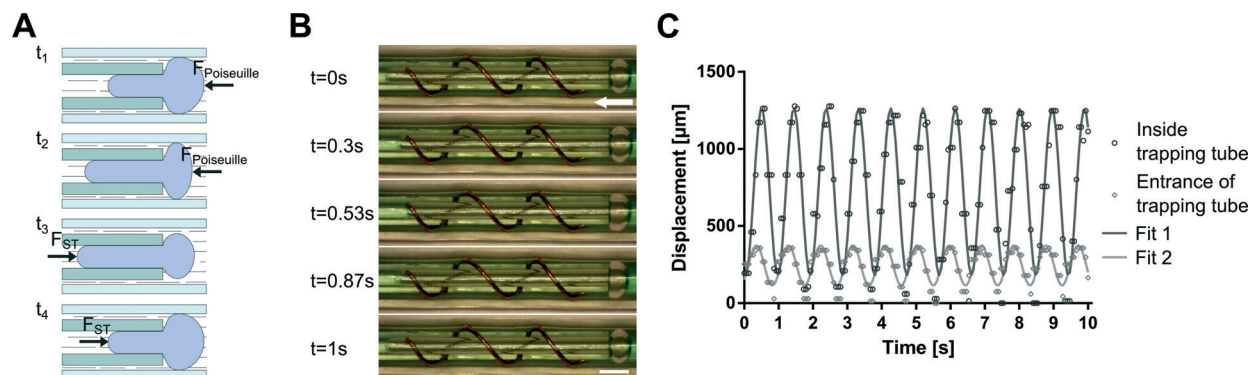 A
t1
FPoiseuille
t2
FPoiseuille
t3
FST
t4
FST
B
t=0s
t=0.3s
t=0.53s
t=0.87s
t=1s
C
1500
1000
500
0
Displacement [µm]
0 1 2 3 4 5 6 7 8 9 10
Time [s]
Inside
trapping tube
Entrance of
trapping tube
Fit 1
Fit 2